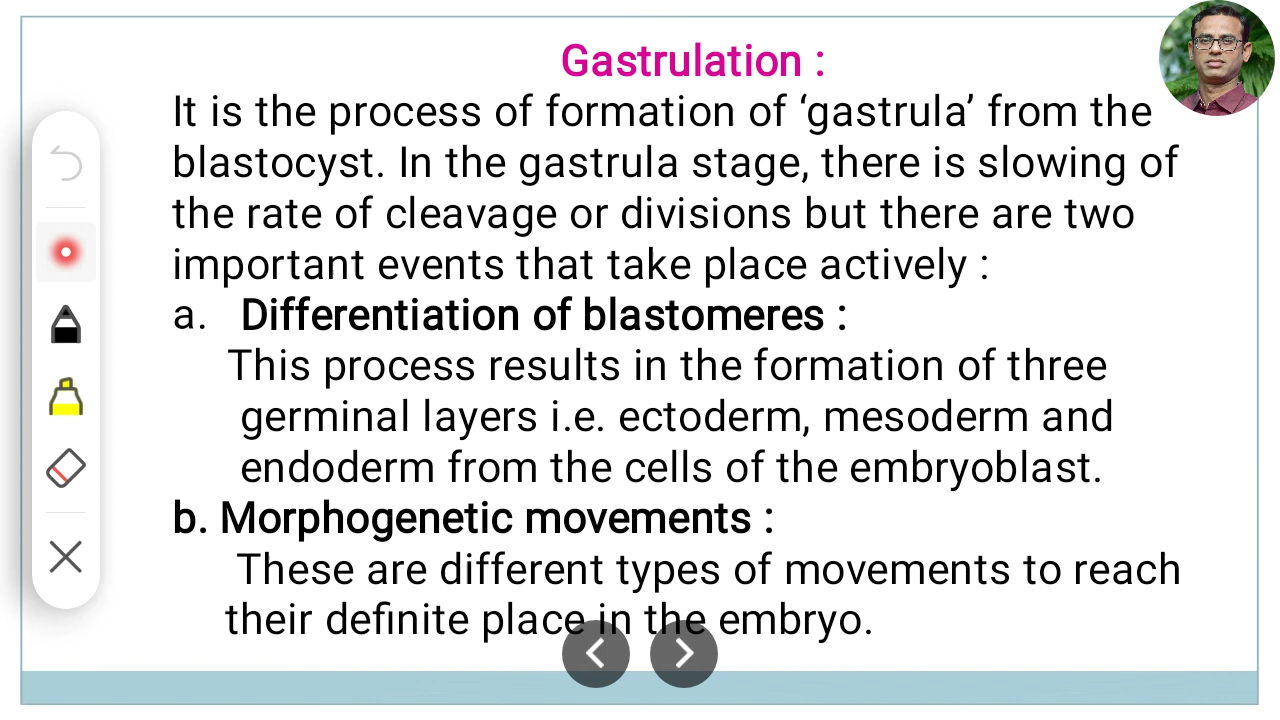 Gastrulation :
It is the process of formation of ‘gastrula’ from the
blastocyst. In the gastrula stage, there is slowing of
the rate of cleavage or divisions but there are two
important events that take place actively :
a. Differentiation of blastomeres :
This process results in the formation of three
germinal layers i.e. ectoderm, mesoderm and
endoderm from the cells of the embryoblast.
b. Morphogenetic movements :
These are different types of movements to reach
their definite place in the embryo.